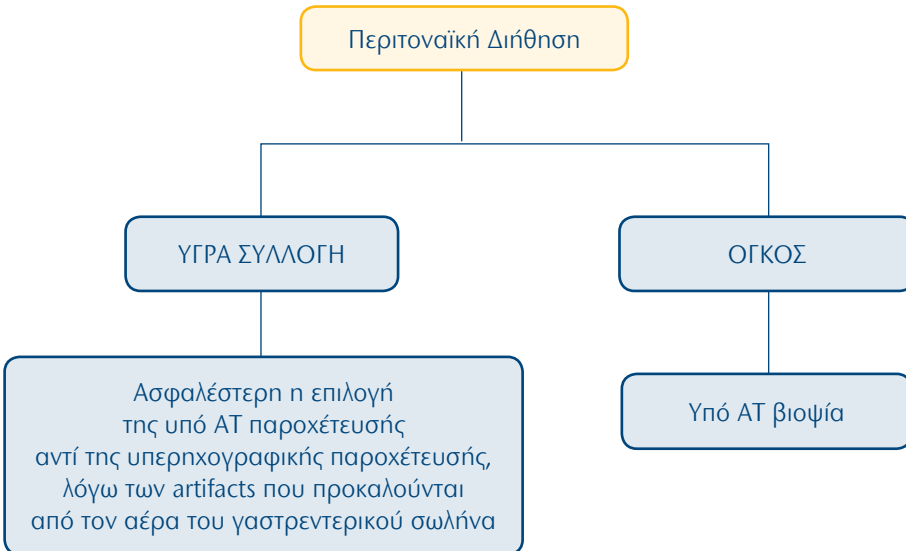 Περιτοναϊκή Διήθηση
ΥΓΡΑ ΣΥΛΛΟΓΗ
ΟΓΚΟΣ
Ασφαλέστερη η επιλογή
της υπό ΑΤ παροχέτευσής
αντί της υπερηχογραφικής παροχέτευσής,
λόγω των artifacts που προκαλούνται
από τον αέρα του γαστρεντερικού σωλήνα
Υπό ΑΤ βιοψία